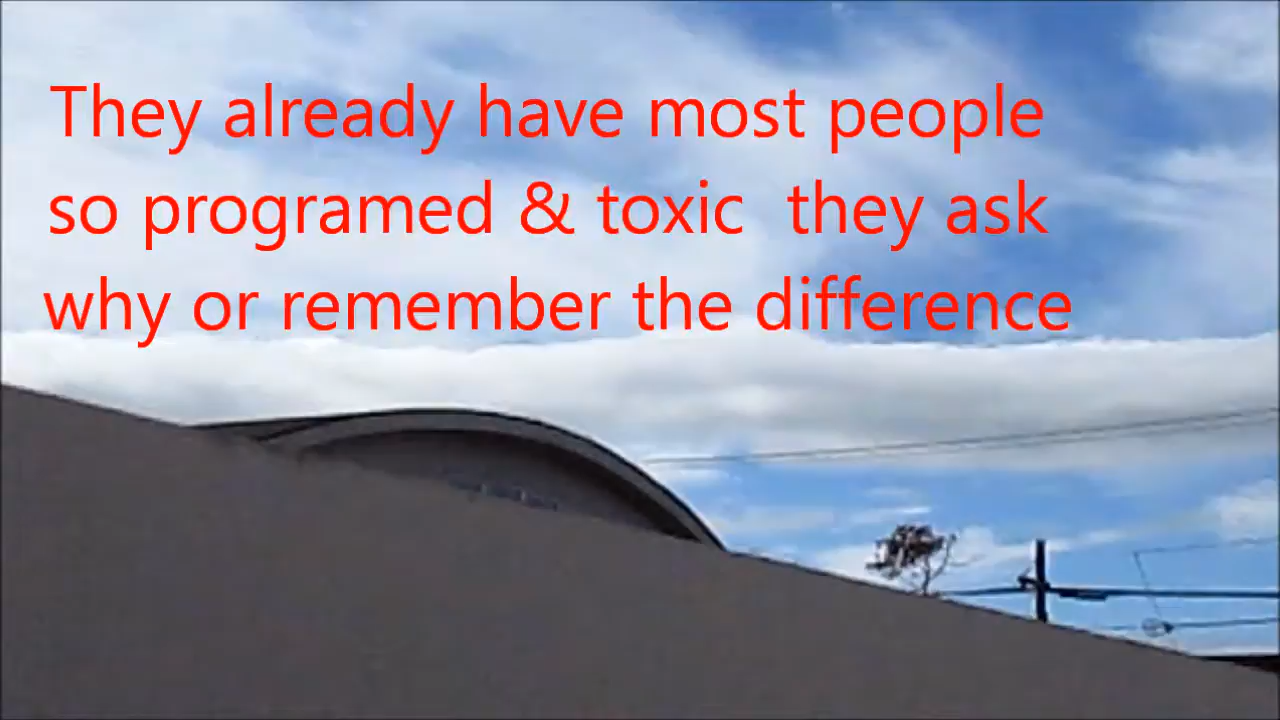 They already have most people
so programed & toxic they ask
why or remember the difference